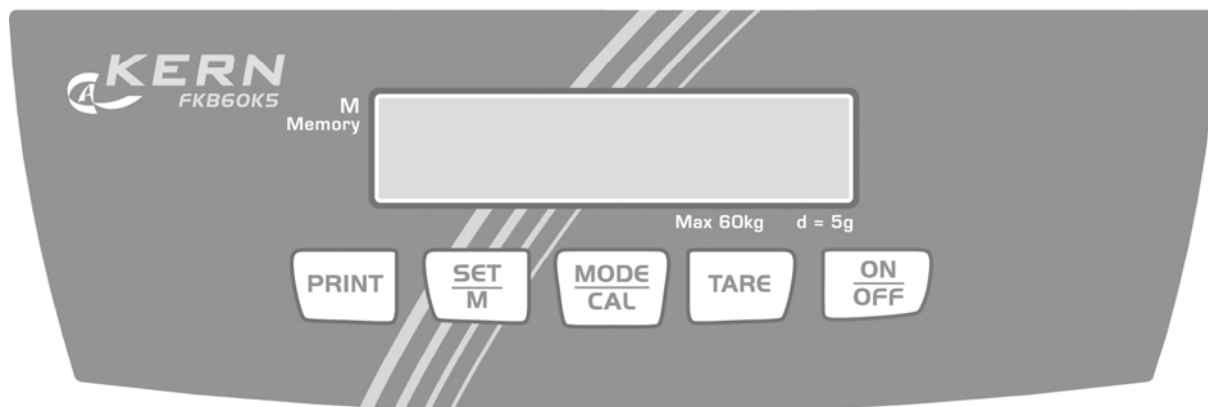 KERN
FKB60K5
M
Memory
Max 60kg d = 5g
PRINT
SET
M
MODE
CAL
TARE
ON
OFF